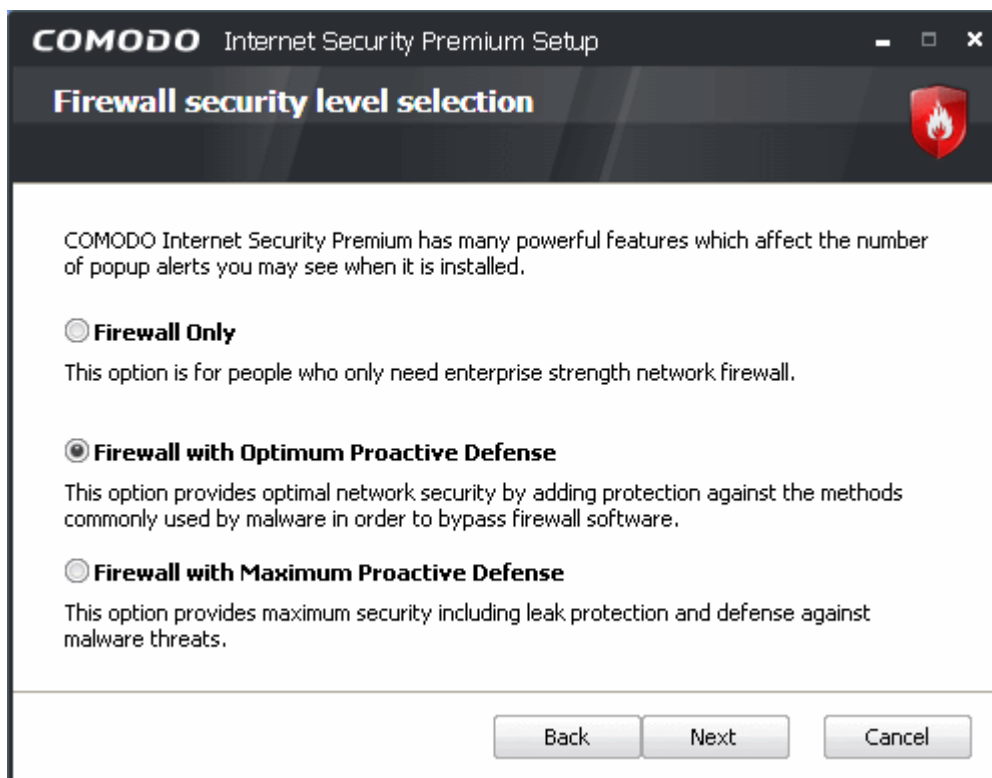 COMODO Internet Security Premium Setup
Firewall security level selection
COMODO Internet Security Premium has many powerful features which affect the number
of popup alerts you may see when it is installed.
Firewall Only
This option is for people who only need enterprise strength network firewall.
Firewall with Optimum Proactive Defense
This option provides optimal network security by adding protection against the methods
commonly used by malware in order to bypass firewall software.
Firewall with Maximum Proactive Defense
This option provides maximum security including leak protection and defense against
malware threats.
Back Next Cancel